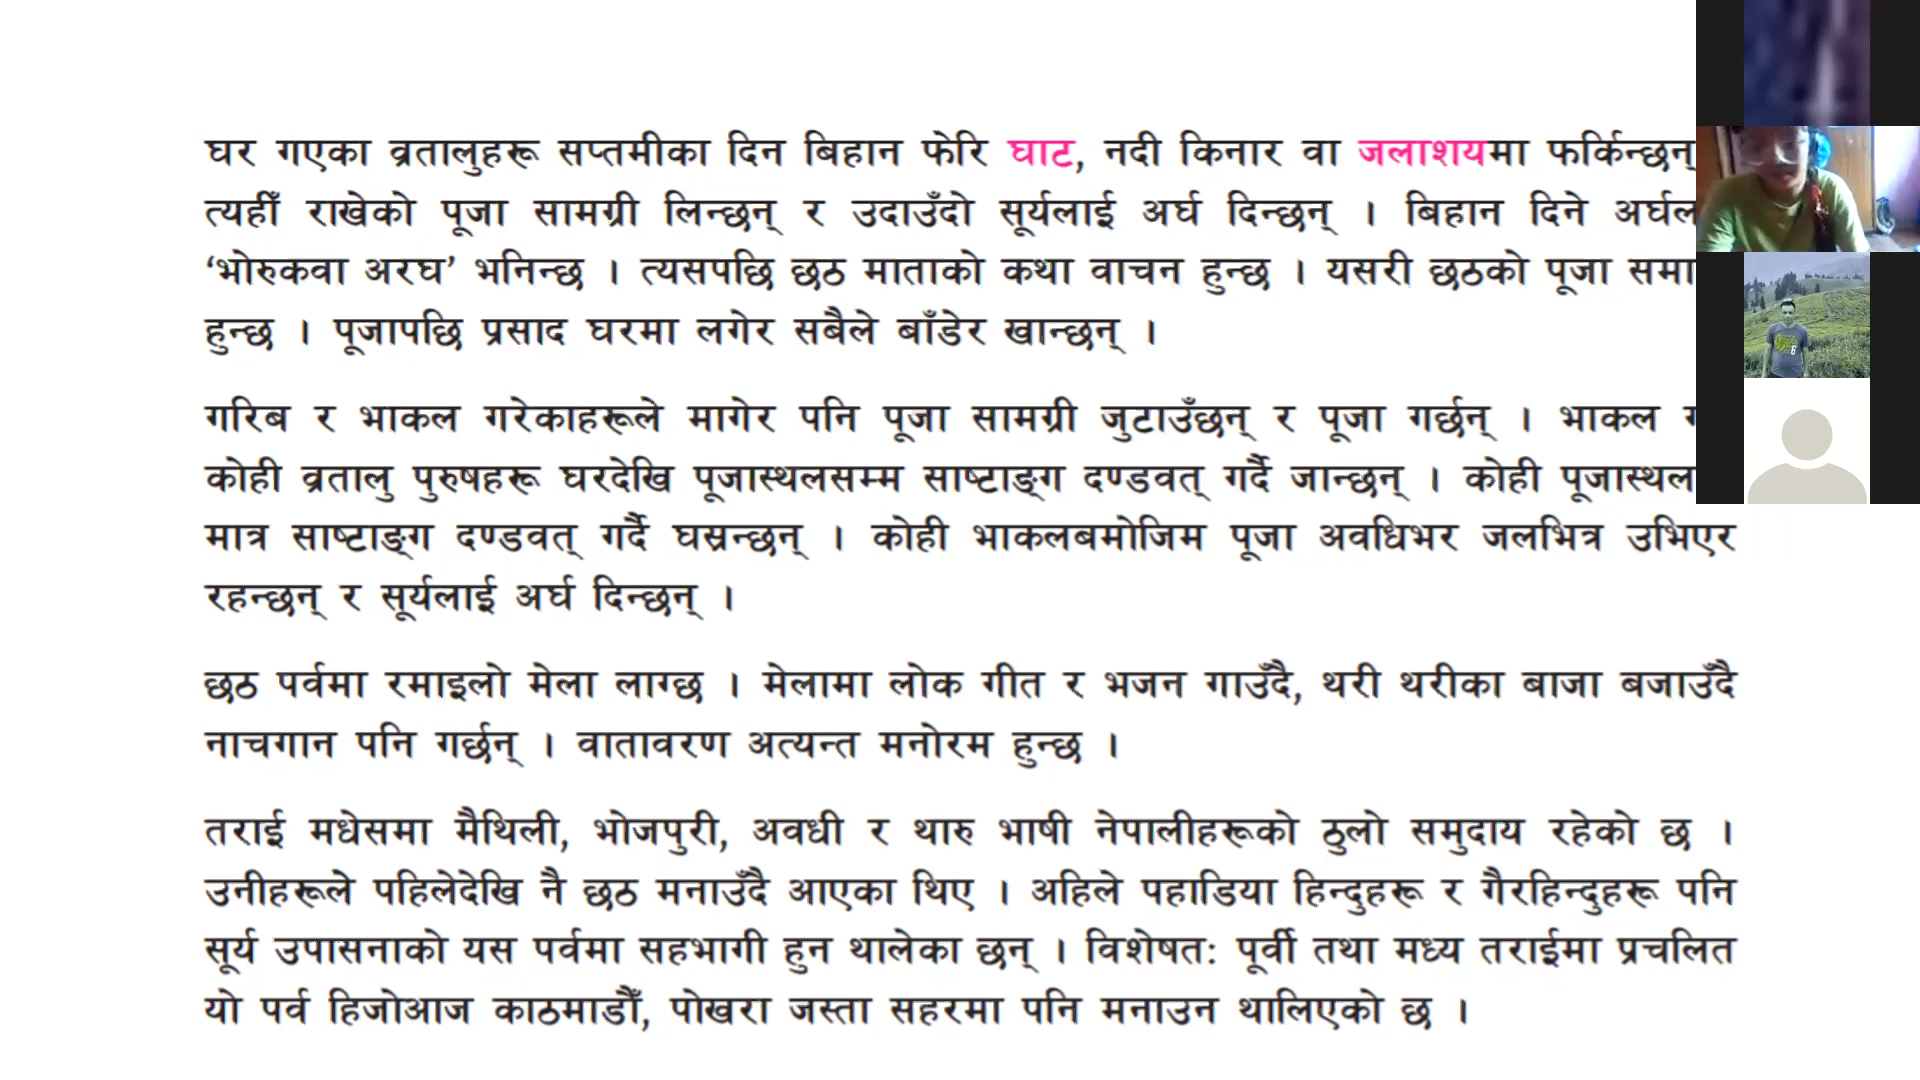 घर गएका व्रतालुहरू सप्तमीका दिन बिहान फेरि घाट, नदी किनार वा जलाशयमा फर्किन्छन्
त्यहीँ राखेको पूजा सामग्री लिन्छन् र उदाउँदो सूर्यलाई अर्घ दिन्छन् । बिहान दिने
‘भोरुकवा अरघ’ भनिन्छ । त्यसपछि छठ माताको कथा वाचन हुन्छ । यसरी छठको पूजा
हुन्छ । पूजापछि प्रसाद घरमा लगेर सबैले बाँडेर खान्छन् ।
गरिब र भाकल गरेकाहरूले मागेर पनि पूजा सामग्री जुटाउँछन् र पूजा गर्छन् । भाकल
कोही व्रतालु पुरुषहरू घरदेखि पूजास्थलसम्म साष्टाङ्ग दण्डवत् गर्दै जान्छन् । कोही
मात्र साष्टाङ्ग दण्डवत् गर्दै घस्रन्छन् । कोही भाकलबमोजिम पूजा अवधिभर जलभित्र उभिएर
रहन्छन् र सूर्यलाई अर्घ दिन्छन् ।
छठ पर्वमा रमाइलो मेला लाग्छ । मेलामा लोक गीत र भजन गाउँदै, थरी थरीका बाजा बजाउँदै
नाचगान पनि गर्छन् । वातावरण अत्यन्त मनोरम हुन्छ ।
तराई मधेसमा मैथिली, भोजपुरी, अवधी र थारु भाषी नेपालीहरूको ठुलो समुदाय रहेको छ ।
उनीहरूले पहिलेदेखि नै छठ मनाउँदै आएका थिए । अहिले पहाडिया हिन्दुहरू र गैरहिन्दुहरू पनि
सूर्य उपासनाको यस पर्वमा सहभागी हुन थालेका छन् । विशेषतः पूर्वी तथा मध्य तराईमा प्रचलित
यो पर्व हिजोआज काठमाडौँ, पोखरा जस्ता सहरमा पनि मनाउन थालिएको छ ।